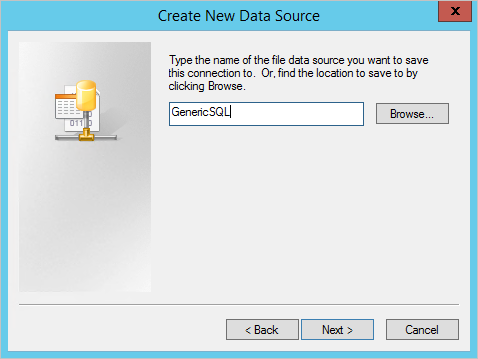 Create New Data Source
x
Type the name of the file data source you want to save
this connection to.  Or, find the location to save to by
clicking Browse.
GenericSQL
Browse...
01110
< Back
Next >
Cancel